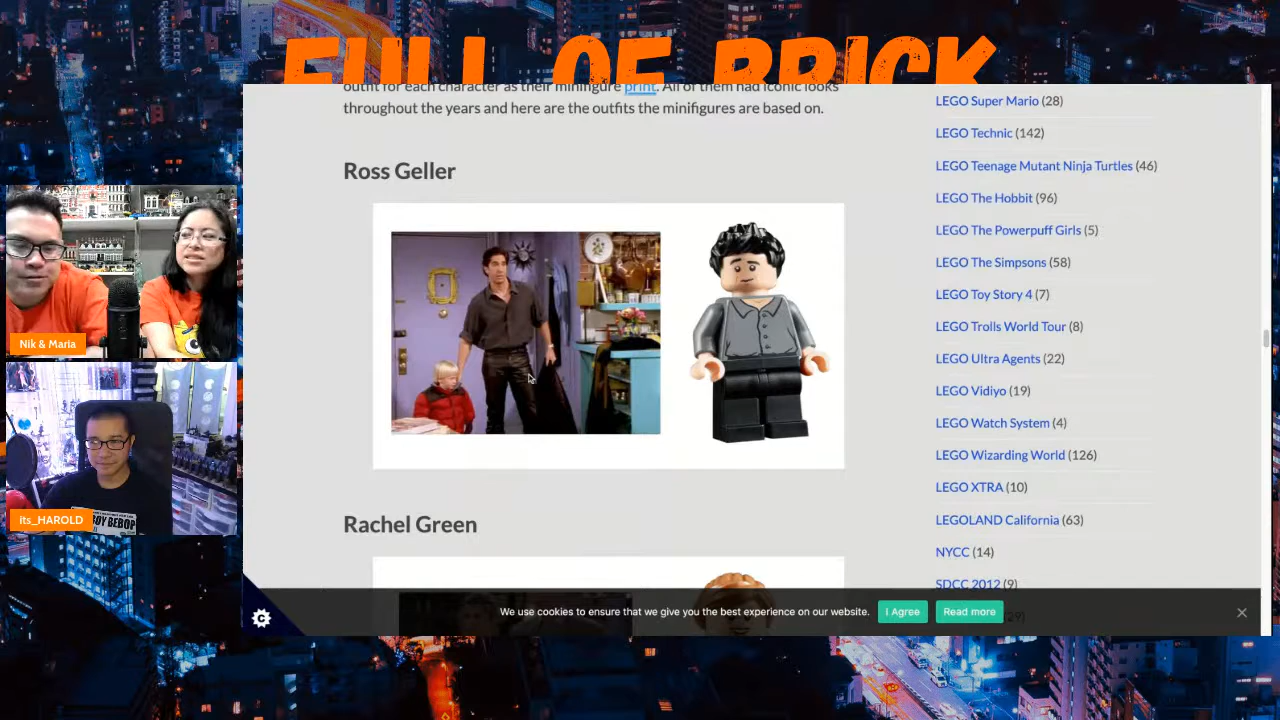 FULL OF BRICK
outfit for each character as their minifigure print. All of them had iconic looks
throughout the years and here are the outfits the minifigures are based on.
Ross Geller
Rachel Green
LEGO Super Mario (28)
LEGO Technic (142)
LEGO Teenage Mutant Ninja Turtles (46)
LEGO The Hobbit (96)
LEGO The Powerpuff Girls (5)
LEGO The Simpsons (58)
LEGO Toy Story 4 (7)
LEGO Trolls World Tour (8)
LEGO Ultra Agents (22)
LEGO Vidiyo (19)
LEGO Watch System (4)
LEGO Wizarding World (126)
LEGO XTRA (10)
LEGOLAND California (63)
NYCC (14)
SDCC 2012 (9)
We use cookies to ensure that we give you the best experience on our website.
I Agree
Read more
Nik & Maria
its_HAROLD